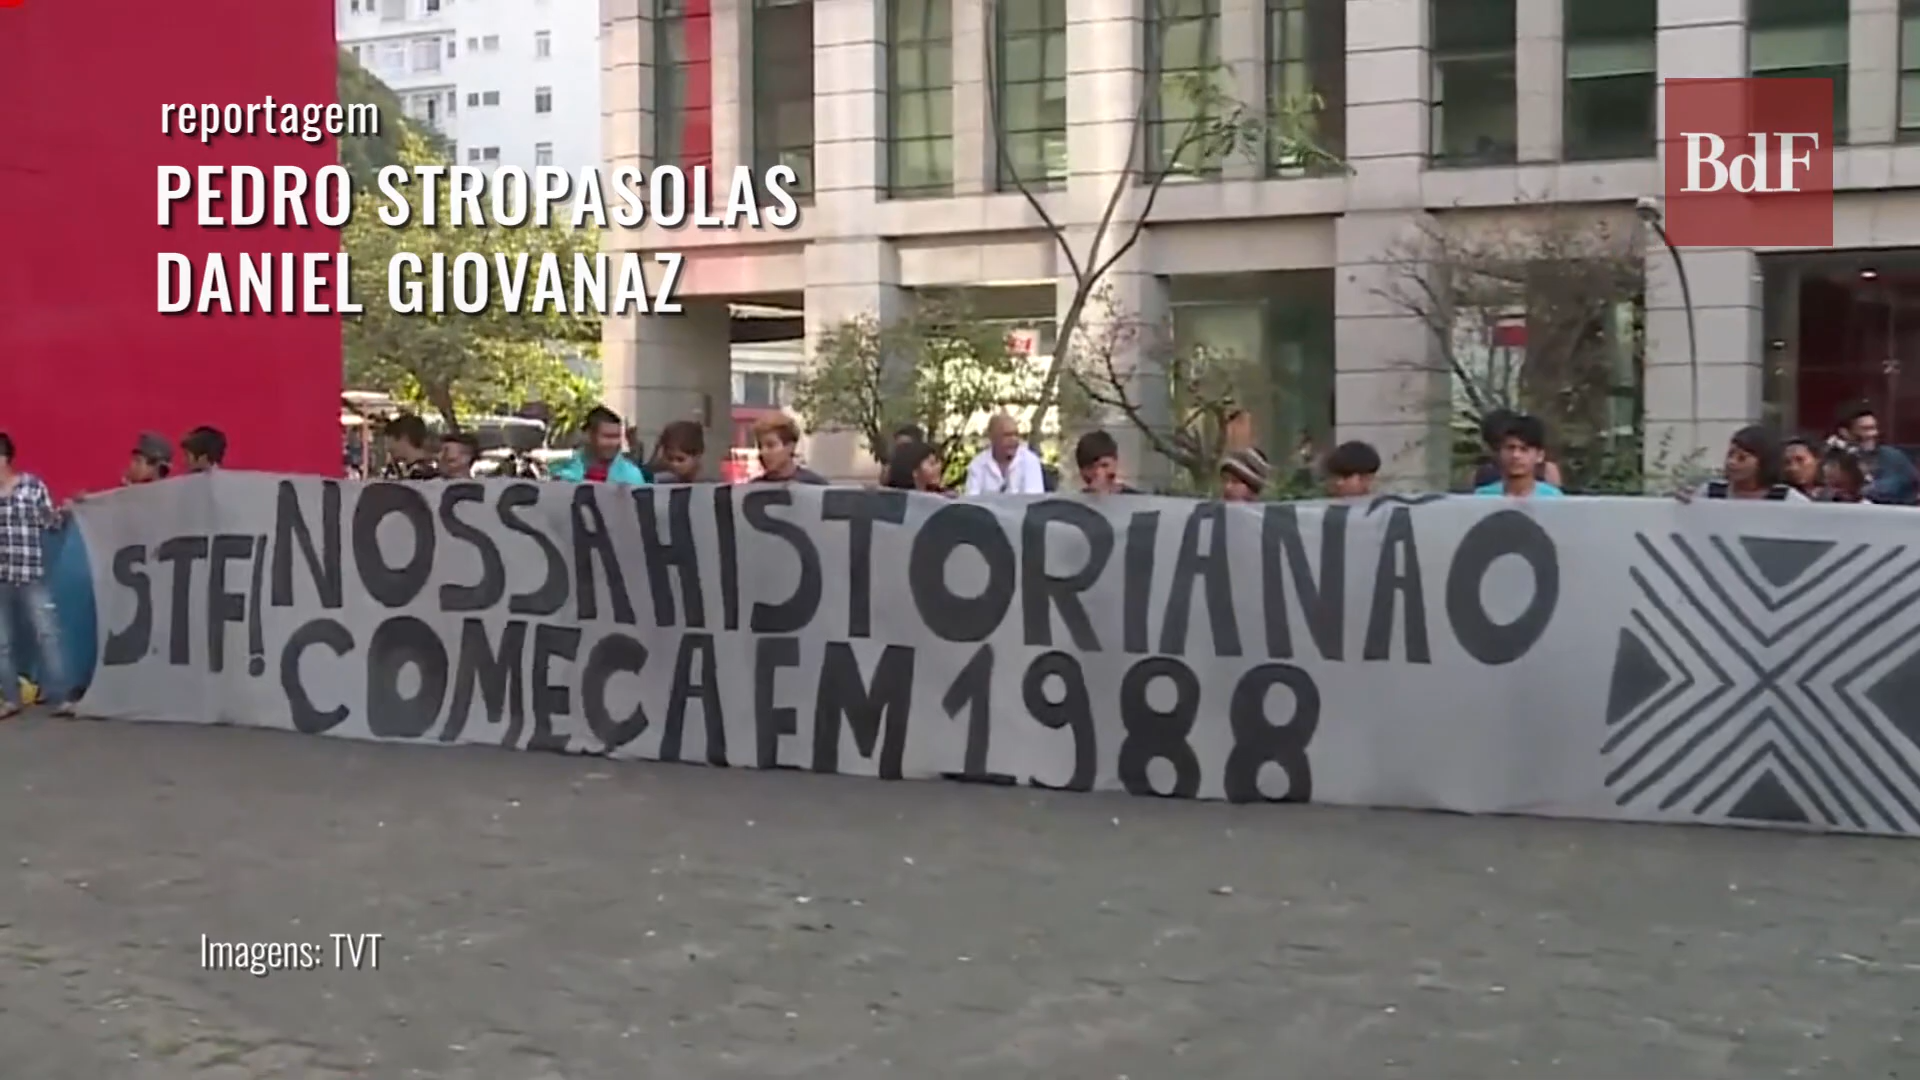 reportagem
PEDRO STROPASOLAS
DANIEL GIOVANAZ
BdF
STF! NOSSA HISTORIA NÃO
COMEÇA EM 1988
Imagens: TVT